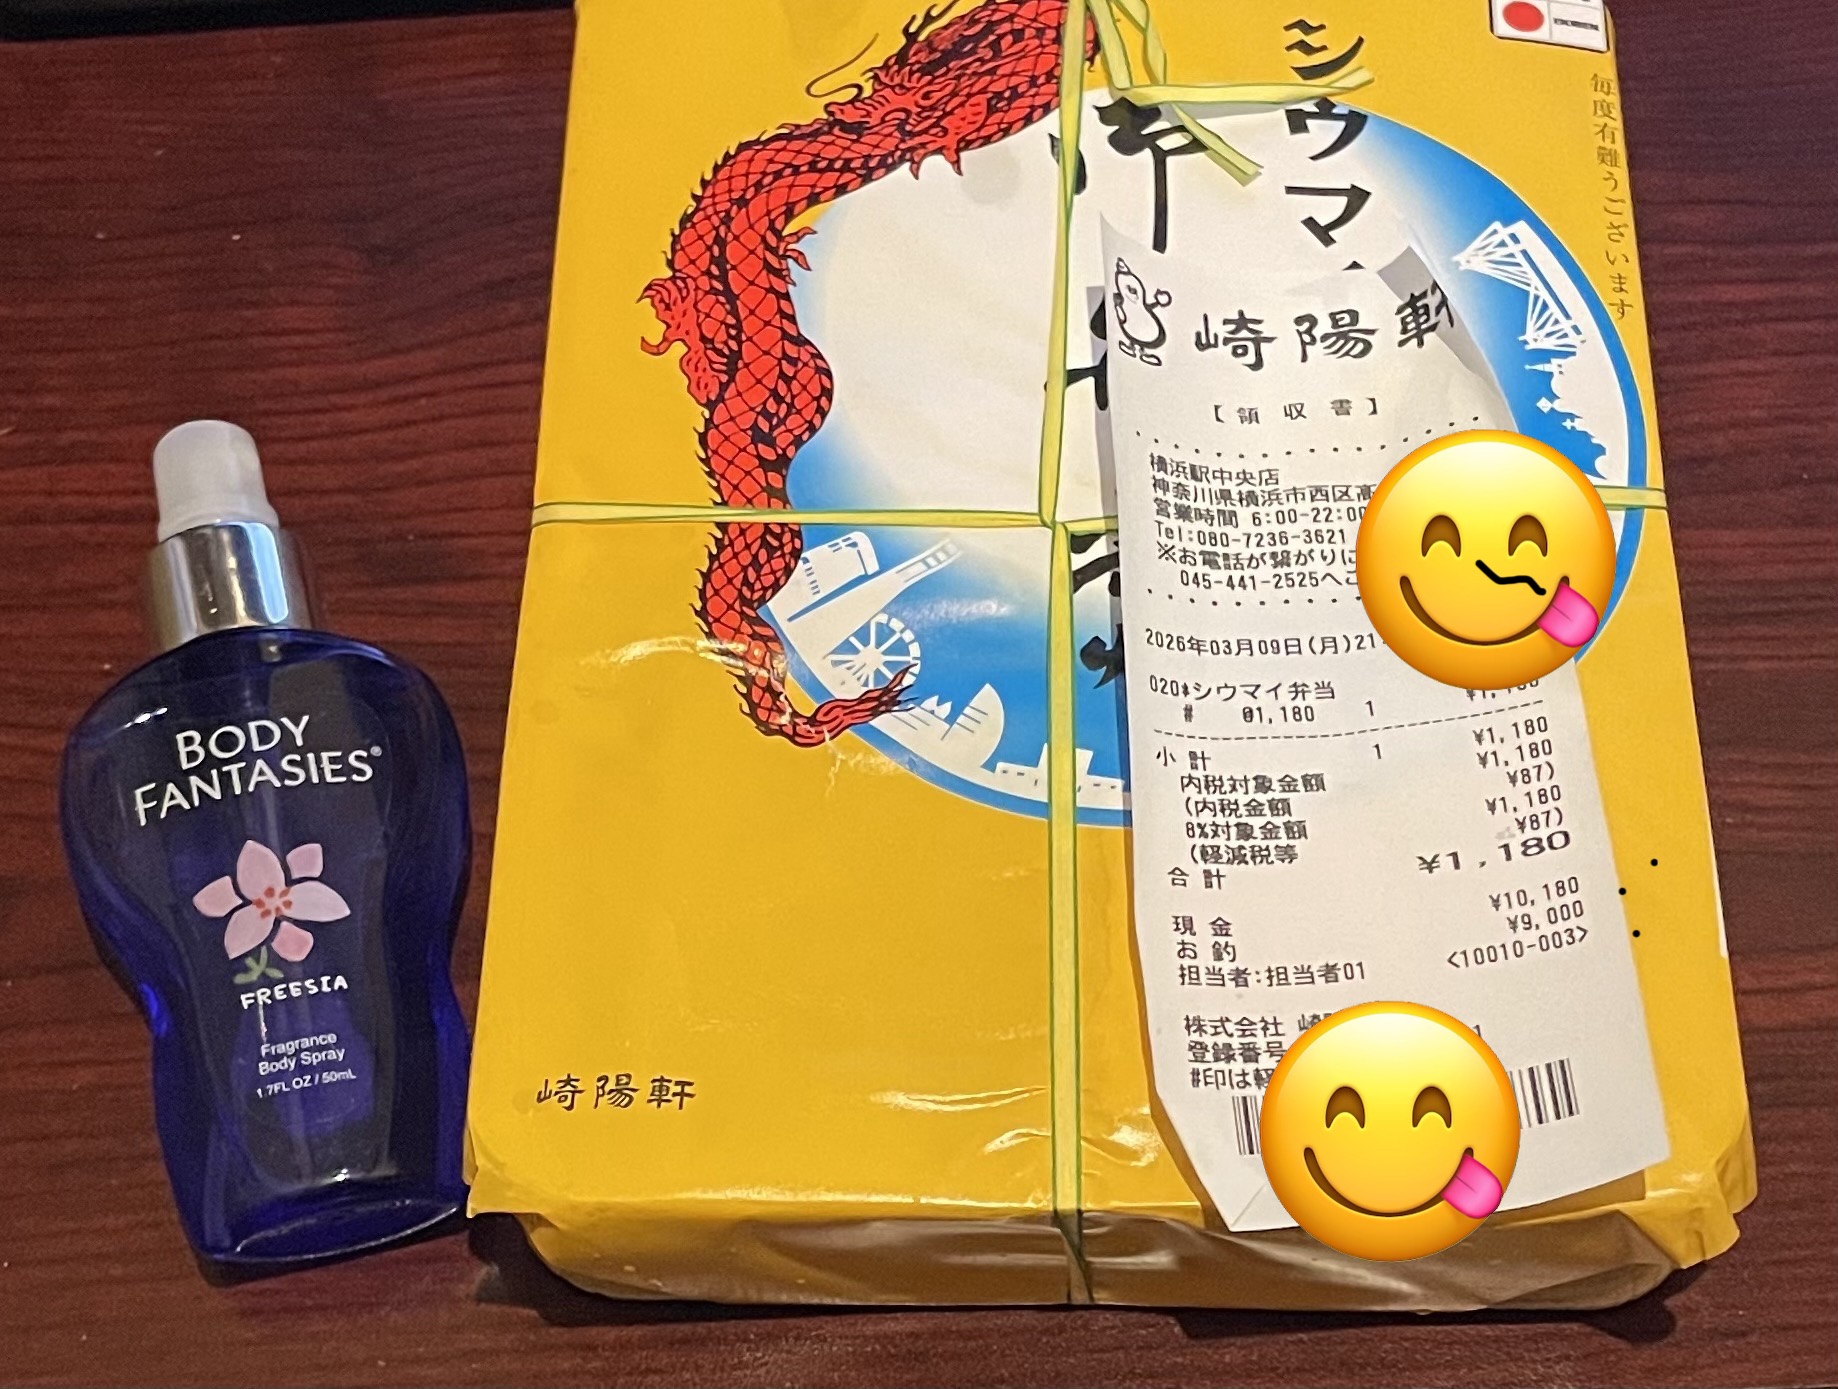 BODY
FANTASIES®
FREESIA
Fragrance
Body Spray
1.7FL OZ / 50mL
シウマイ
御
毎度有難うございます
崎陽軒
崎陽軒
【領収書】
横浜駅中央店
神奈川県横浜市西区高
営業時間 6:00-22:00
Tel:080-7236-3621
※お電話が繋がりに
045-441-2525へご
2026年03月09日(月)21
020*シウマイ弁当
# @1,180 1
小計 1 ¥1,180
内税対象金額 ¥1,180
(内税金額 ¥87)
8%対象金額 ¥1,180
(軽減税等 ¥87)
合計 ¥1,180
現金 ¥10,180
お釣 ¥9,000
担当者:担当者01 <10010-003>
株式会社 崎
登録番号 1
#印は軽